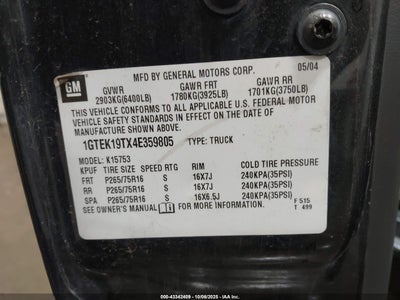 GM
MFD BY GENERAL MOTORS CORP. 05/04
GVWR GAWR FRT GAWR RR
2903KG(6400LB) 1780KG(3925LB) 1701KG(3750LB)
THIS VEHICLE CONFORMS TO ALL APPLICABLE U.S. FEDERAL MOTOR
VEHICLE SAFETY STANDARDS IN EFFECT ON THE DATE OF
MANUFACTURE SHOWN ABOVE.
1GTEK19TX4E359805 TYPE: TRUCK
MODEL: K15753
KPUF TIRE SIZE SPEED RTG RIM COLD TIRE PRESSURE
FRT P265/75R16 S 16X7J 240KPA(35PSI)
RR P265/75R16 S 16X7J 240KPA(35PSI)
SPA P265/75R16 S 16X6.5J 240KPA(35PSI)
SEE OWNER'S MANUAL FOR MORE INFORMATION. F 515
T 499
©IAA 00-43342409 - (10/08/2025)